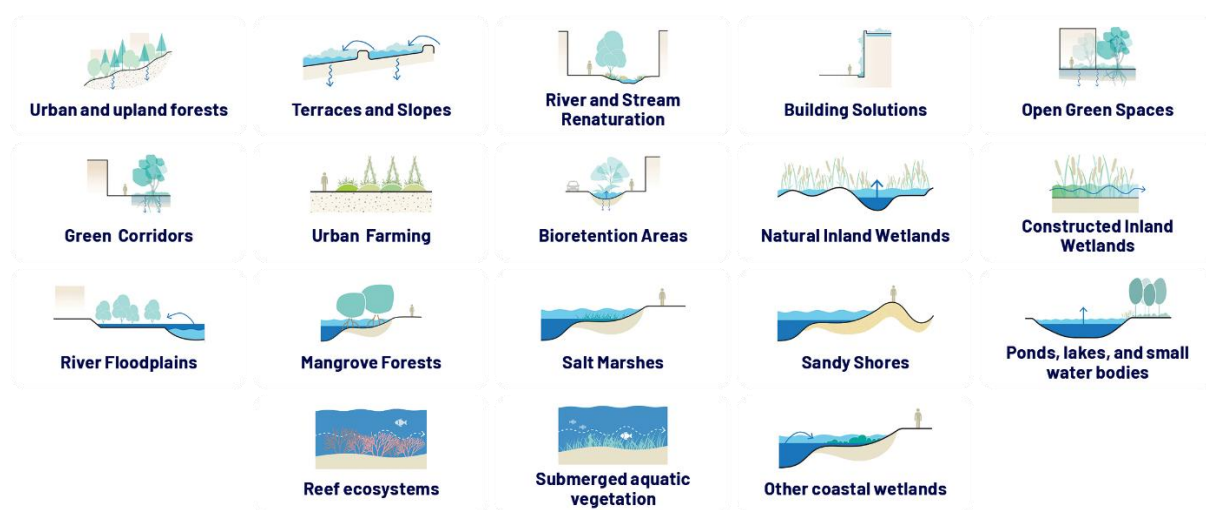 Urban and upland forests
Terraces and Slopes
River and Stream
Renaturation
Building Solutions
Open Green Spaces
Green Corridors
Urban Farming
Bioretention Areas
Natural Inland Wetlands
Constructed Inland
Wetlands
River Floodplains
Mangrove Forests
Salt Marshes
Sandy Shores
Ponds, lakes, and small
water bodies
Reef ecosystems
Submerged aquatic
vegetation
Other coastal wetlands